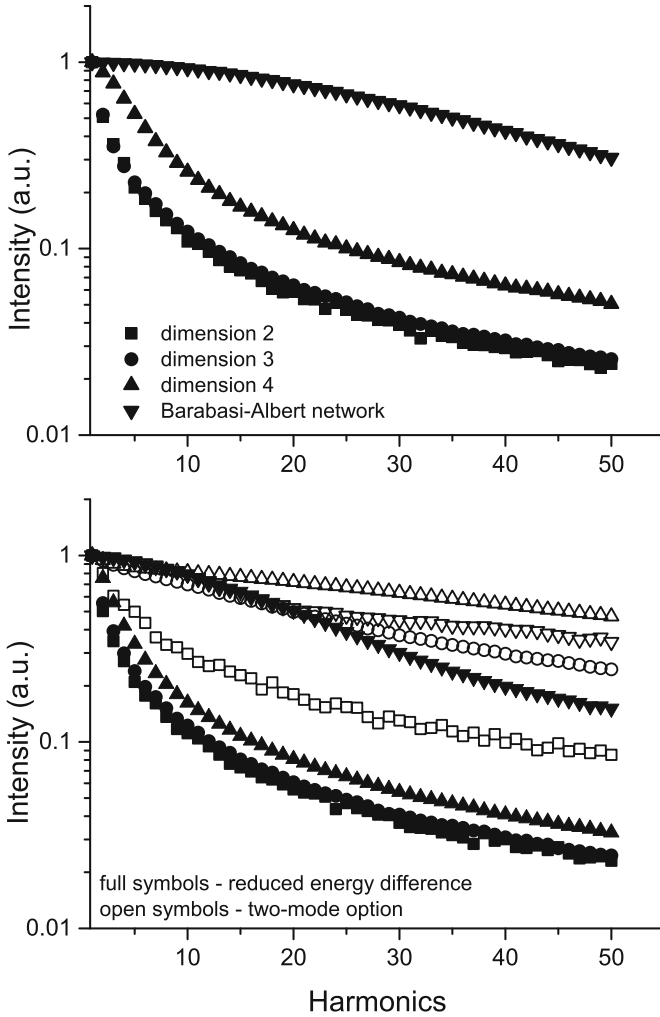 1
0.1
0.01
Intensity (a.u.)
dimension 2
dimension 3
dimension 4
Barabasi-Albert network
10
20
30
40
50
1
0.1
0.01
Intensity (a.u.)
full symbols - reduced energy difference
open symbols - two-mode option
10
20
30
40
50
Harmonics